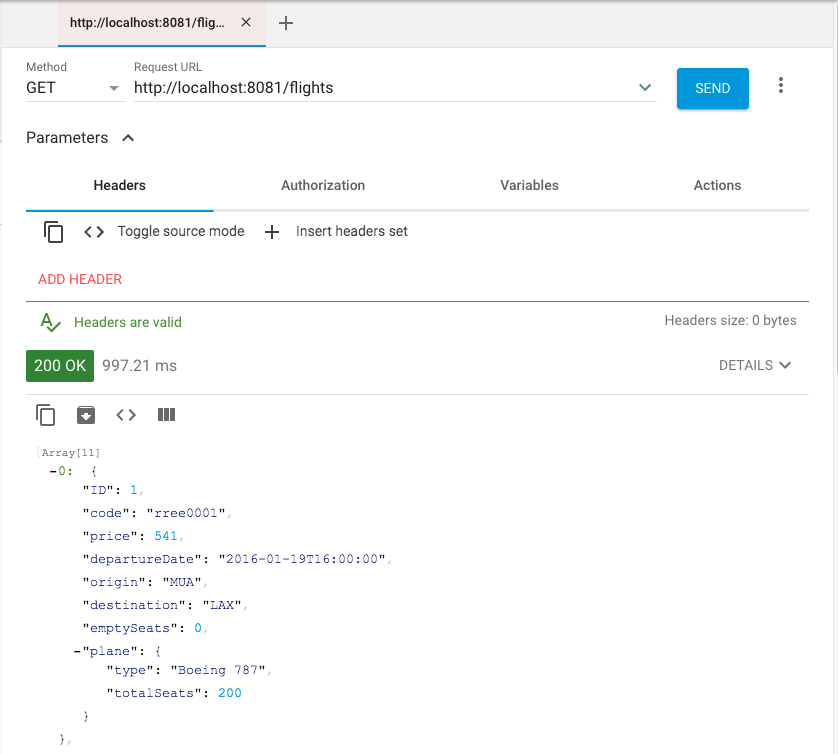 http://localhost:8081/flig...
Method
Request URL
GET
http://localhost:8081/flights
SEND
Parameters
Headers Authorization Variables Actions
Toggle source mode Insert headers set
ADD HEADER
Headers are valid Headers size: 0 bytes
200 OK 997.21 ms DETAILS
[Array[11]
-0: {
"ID": 1,
"code": "rree0001",
"price": 541,
"departureDate": "2016-01-19T16:00:00",
"origin": "MUA",
"destination": "LAX",
"emptySeats": 0,
-"plane": {
"type": "Boeing 787",
"totalSeats": 200
}
},